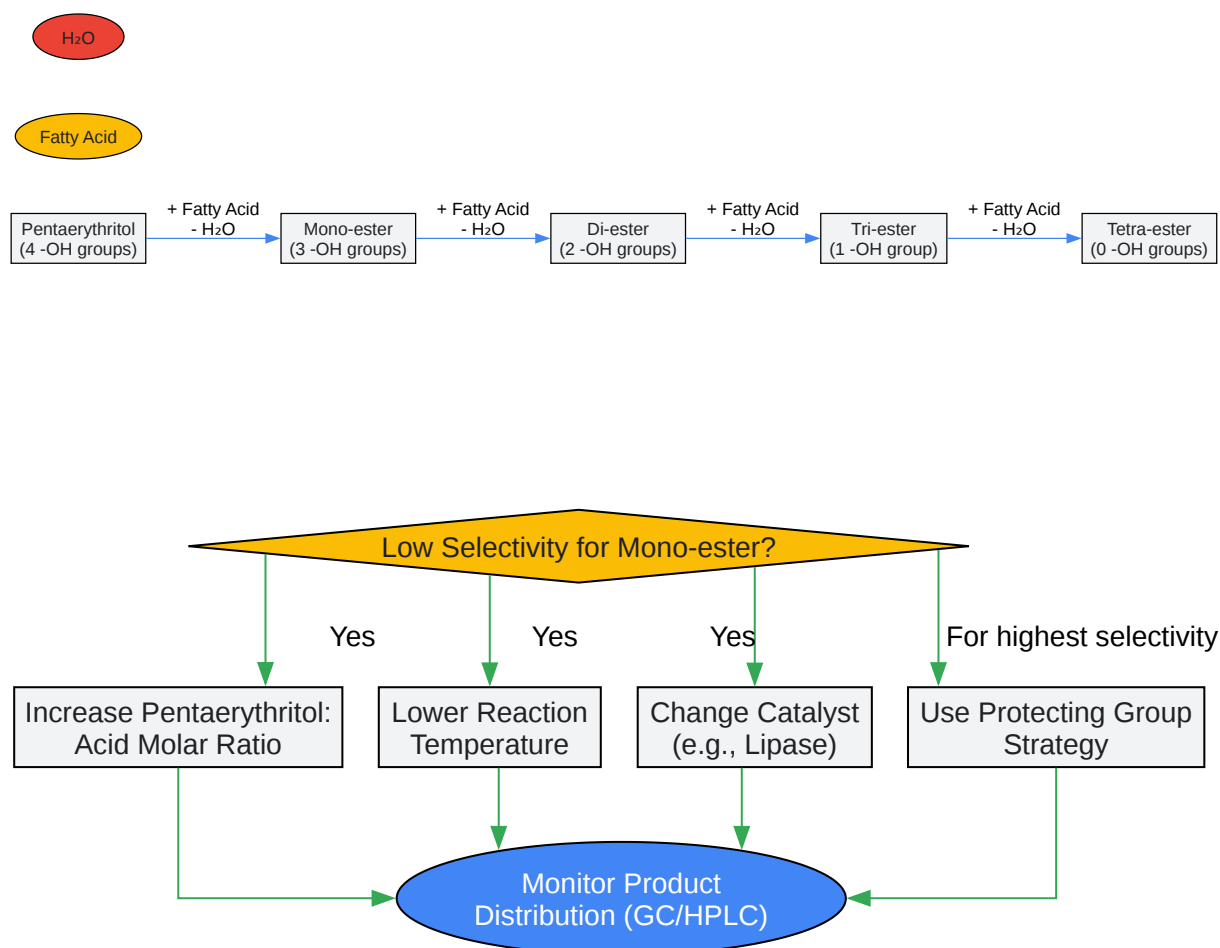 H₂O
Fatty Acid
Pentaerythritol
(4 -OH groups)
+ Fatty Acid
- H₂O
Mono-ester
(3 -OH groups)
+ Fatty Acid
- H₂O
Di-ester
(2 -OH groups)
+ Fatty Acid
- H₂O
Tri-ester
(1 -OH group)
+ Fatty Acid
- H₂O
Tetra-ester
(0 -OH groups)
Low Selectivity for Mono-ester?
Yes
Yes
Yes
For highest selectivity
Increase Pentaerythritol:
Acid Molar Ratio
Lower Reaction
Temperature
Change Catalyst
(e.g., Lipase)
Use Protecting Group
Strategy
Monitor Product
Distribution (GC/HPLC)